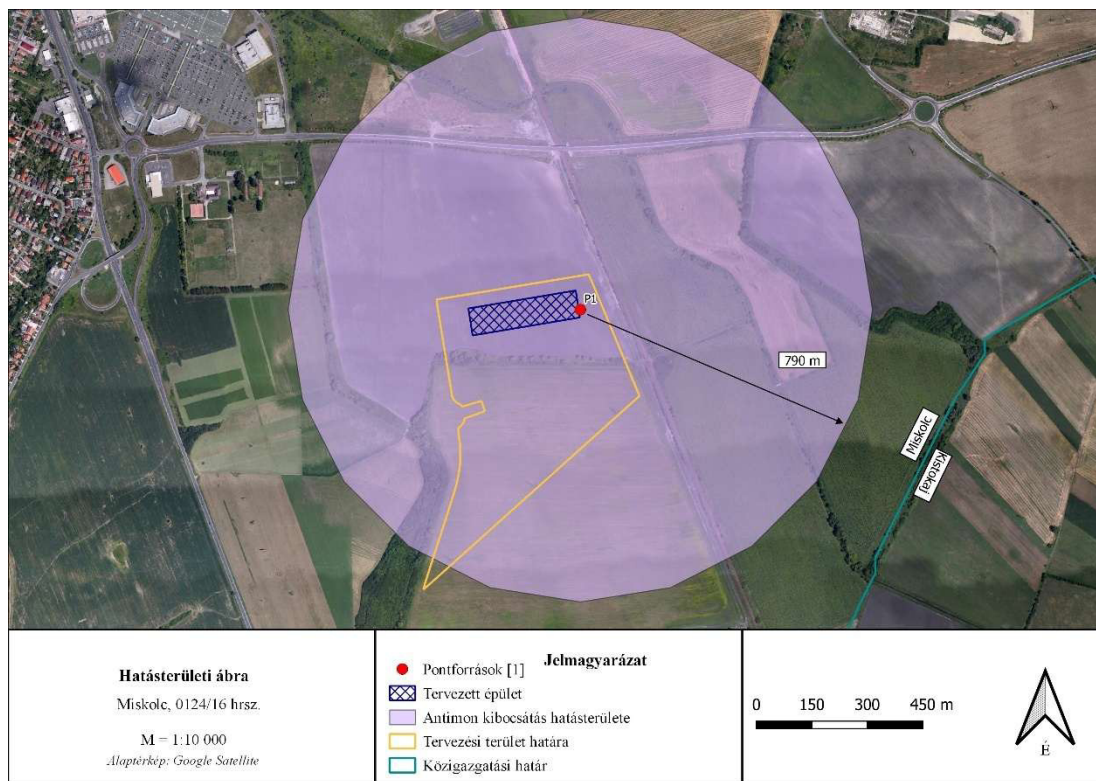 P1
790 m
Miskolc
Kistokaj
Hatásterületi ábra
Miskolc, 0124/16 hrsz.
M = 1:10 000
Alaptérkép: Google Satellite
Jelmagyarázat
Pontforrások [1]
Tervezett épület
Antimon kibocsátás hatásterülete
Tervezési terület határa
Közigazgatási határ
0 150 300 450 m
É